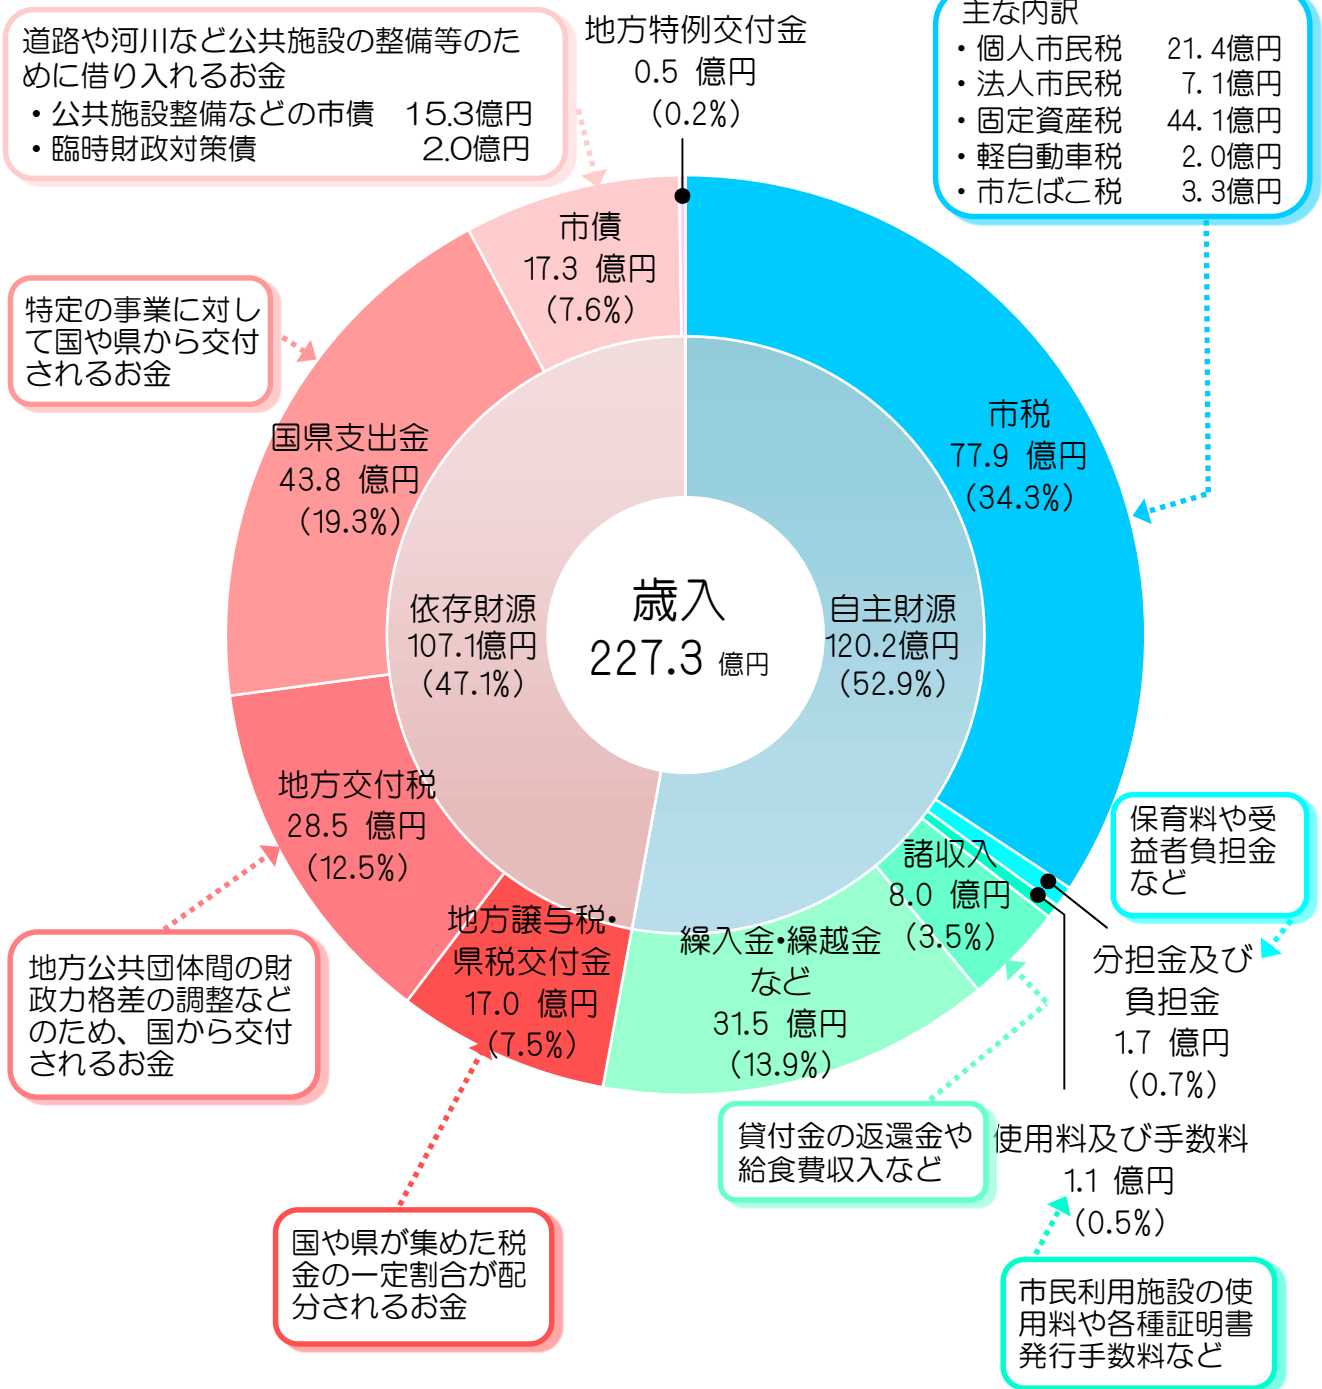 道路や河川など公共施設の整備等のた
めに借り入れるお金
・公共施設整備などの市債 15.3億円
・臨時財政対策債 2.0億円
地方特例交付金
0.5 億円
(0.2%)
主な内訳
・個人市民税 21.4億円
・法人市民税 7.1億円
・固定資産税 44.1億円
・軽自動車税 2.0億円
・市たばこ税 3.3億円
市債
17.3 億円
(7.6%)
特定の事業に対し
て国や県から交付
されるお金
国県支出金
43.8 億円
(19.3%)
市税
77.9 億円
(34.3%)
依存財源
107.1億円
(47.1%)
歳入
227.3 億円
自主財源
120.2億円
(52.9%)
地方交付税
28.5 億円
(12.5%)
地方公共団体間の財
政力格差の調整など
のため、国から交付
されるお金
地方譲与税・
県税交付金
17.0 億円
(7.5%)
国や県が集めた税
金の一定割合が配
分されるお金
繰入金・繰越金
など
31.5 億円
(13.9%)
諸収入
8.0 億円
(3.5%)
貸付金の返還金や
給食費収入など
保育料や受
益者負担金
など
分担金及び
負担金
1.7 億円
(0.7%)
使用料及び手数料
1.1 億円
(0.5%)
市民利用施設の使
用料や各種証明書
発行手数料など